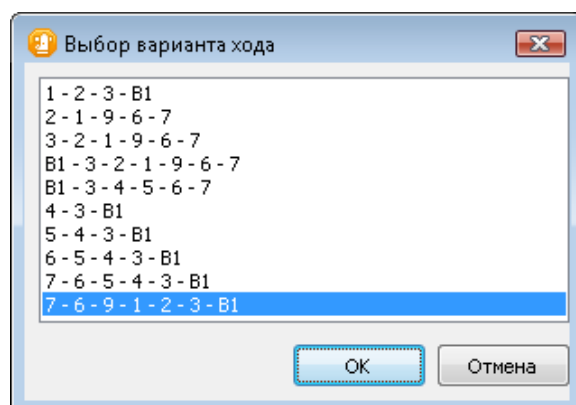 Выбор варианта хода
1 - 2 - 3 - B1
2 - 1 - 9 - 6 - 7
3 - 2 - 1 - 9 - 6 - 7
B1 - 3 - 2 - 1 - 9 - 6 - 7
B1 - 3 - 4 - 5 - 6 - 7
4 - 3 - B1
5 - 4 - 3 - B1
6 - 5 - 4 - 3 - B1
7 - 6 - 5 - 4 - 3 - B1
7 - 6 - 9 - 1 - 2 - 3 - B1
OK Отмена